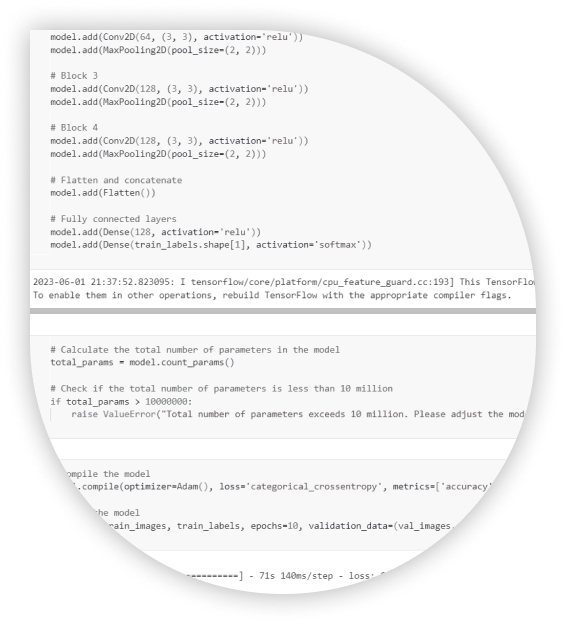 model.add(Conv2D(64, (3, 3), activation='relu'))
model.add(MaxPooling2D(pool_size=(2, 2)))
# Block 3
model.add(Conv2D(128, (3, 3), activation='relu'))
model.add(MaxPooling2D(pool_size=(2, 2)))
# Block 4
model.add(Conv2D(128, (3, 3), activation='relu'))
model.add(MaxPooling2D(pool_size=(2, 2)))
# Flatten and concatenate
model.add(Flatten())
# Fully connected layers
model.add(Dense(128, activation='relu'))
model.add(Dense(train_labels.shape[1], activation='softmax'))
2023-06-01 21:37:52.823095: I tensorflow/core/platform/cpu_feature_guard.cc:193] This TensorFlow
To enable them in other operations, rebuild TensorFlow with the appropriate compiler flags.
# Calculate the total number of parameters in the model
total_params = model.count_params()
# Check if the total number of parameters is less than 10 million
if total_params > 10000000:
raise ValueError("Total number of parameters exceeds 10 million. Please adjust the mod
ompile the model
.compile(optimizer=Adam(), loss='categorical_crossentropy', metrics=['accuracy'
the model
rain_images, train_labels, epochs=10, validation_data=(val_images,
=========] - 71s 140ms/step - loss: